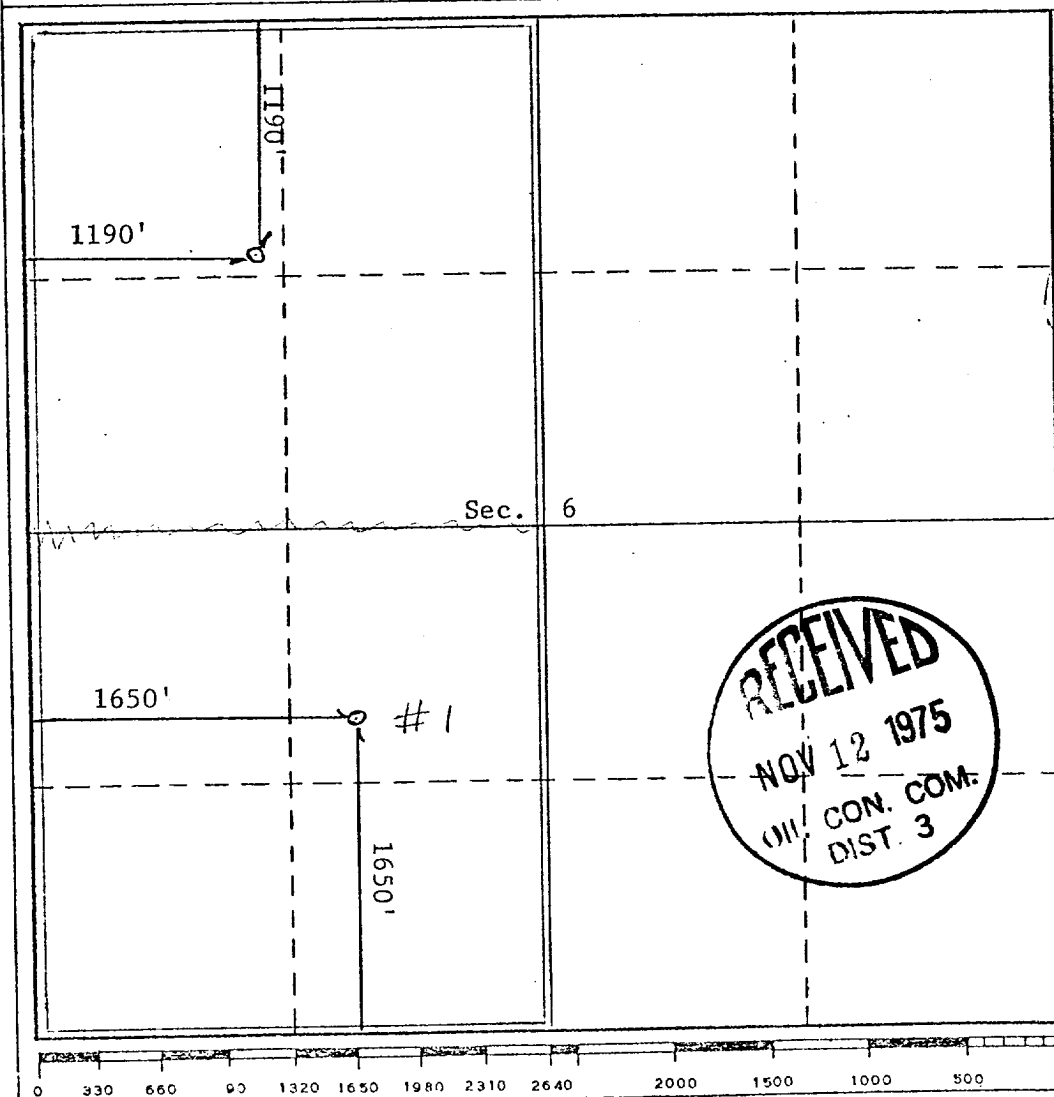 1190'
1190'
Sec. 6
1650' #1
RECEIVED
NOV 12 1975
OIL CON. COM.
DIST. 3
1650'
0 330 660 90 1320 1650 1980 2310 2640 2000 1500 1000 500